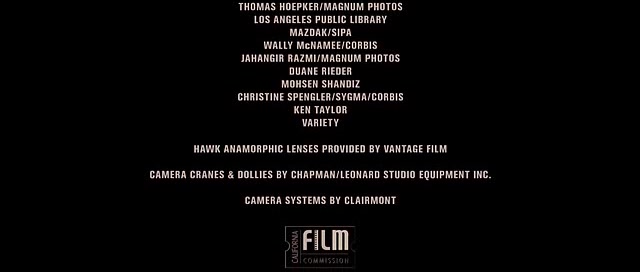 THOMAS HOEPKER/MAGNUM PHOTOS
LOS ANGELES PUBLIC LIBRARY
MAZDAK/SIPA
WALLY McNAMEE/CORBIS
JAHANGIR RAZMI/MAGNUM PHOTOS
DUANE RIEDER
MOHSEN SHANDIZ
CHRISTINE SPENGLER/SYGMA/CORBIS
KEN TAYLOR
VARIETY
HAWK ANAMORPHIC LENSES PROVIDED BY VANTAGE FILM
CAMERA CRANES & DOLLIES BY CHAPMAN/LEONARD STUDIO EQUIPMENT INC.
CAMERA SYSTEMS BY CLAIRMONT
CALIFORNIA
FILM
COMMISSION